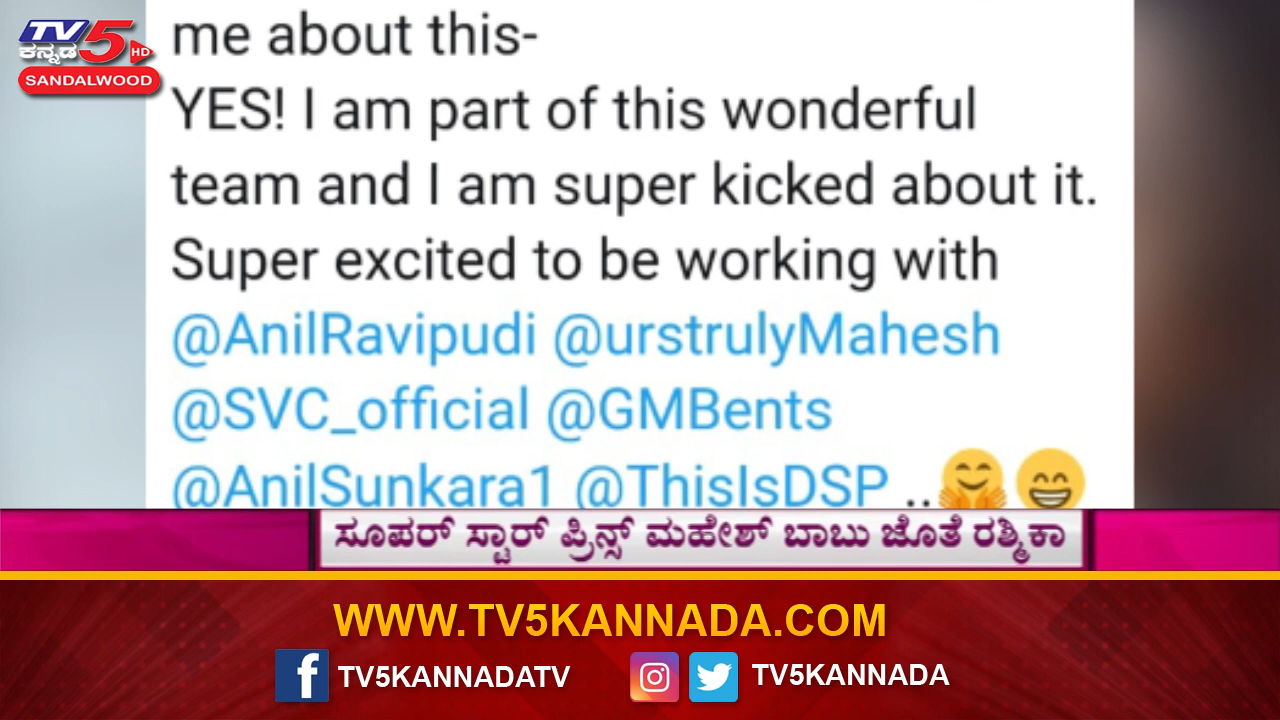 TV5
ಕನ್ನಡ
HD
SANDALWOOD
me about this-
YES! I am part of this wonderful
team and I am super kicked about it.
Super excited to be working with
@AnilRavipudi @urstrulyMahesh
@SVC_official @GMBents
@AnilSunkara1 @ThisIsDSP ..🤗😁
ಸೂಪರ್ ಸ್ಟಾರ್ ಪ್ರಿನ್ಸ್ ಮಹೇಶ್ ಬಾಬು ಜೊತೆ ರಶ್ಮಿಕಾ
WWW.TV5KANNADA.COM
f TV5KANNADATV TV5KANNADA